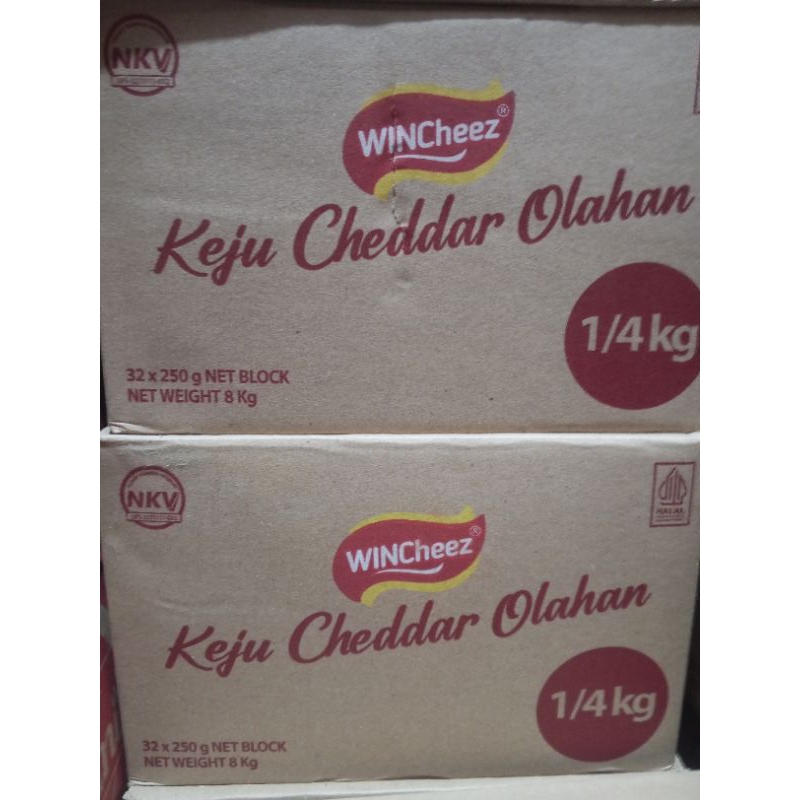 NKV
WINCheez®
Keju Cheddar Olahan
1/4 kg
32 x 250 g NET BLOCK
NET WEIGHT 8 Kg
NKV
HALAL
WINCheez®
Keju Cheddar Olahan
1/4 kg
32 x 250 g NET BLOCK
NET WEIGHT 8 Kg